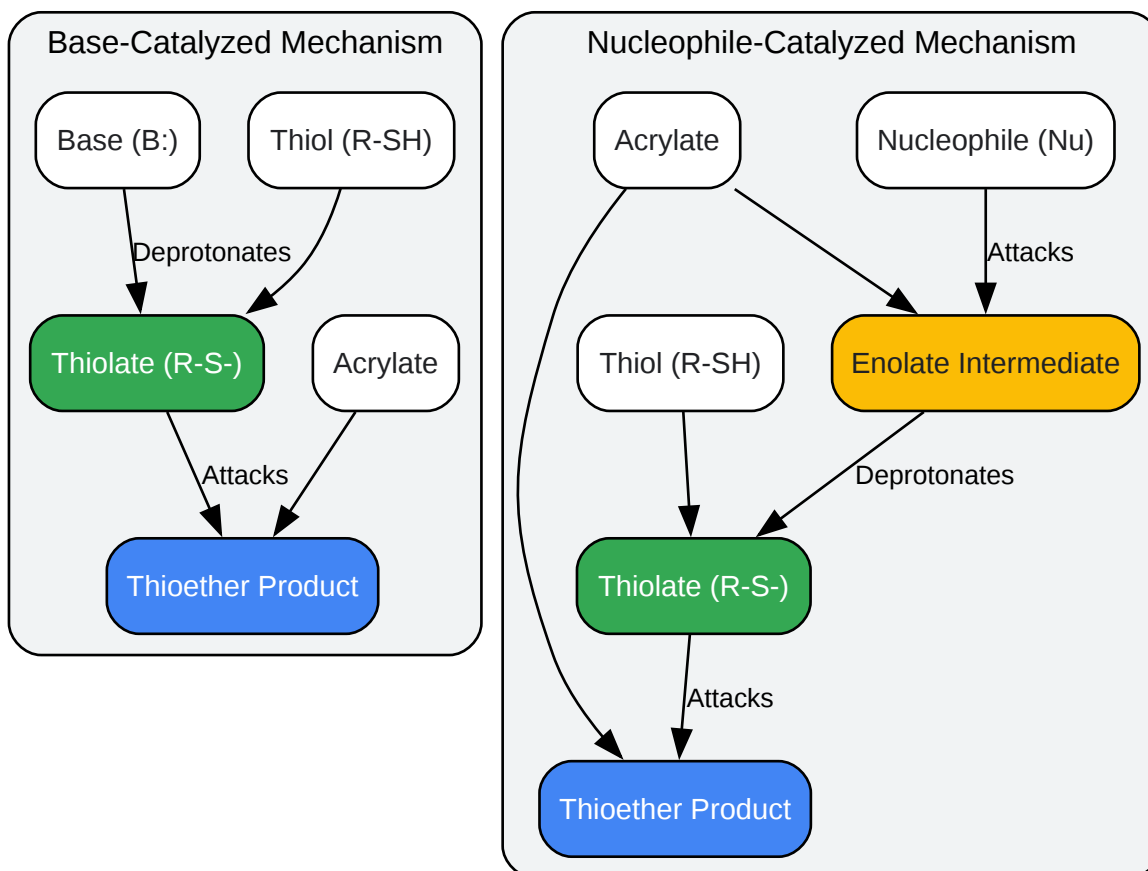 Base-Catalyzed Mechanism
Base (B:)
Thiol (R-SH)
Deprotonates
Thiolate (R-S-)
Acrylate
Attacks
Thioether Product
Nucleophile-Catalyzed Mechanism
Acrylate
Nucleophile (Nu)
Attacks
Thiol (R-SH)
Enolate Intermediate
Deprotonates
Thiolate (R-S-)
Attacks
Thioether Product